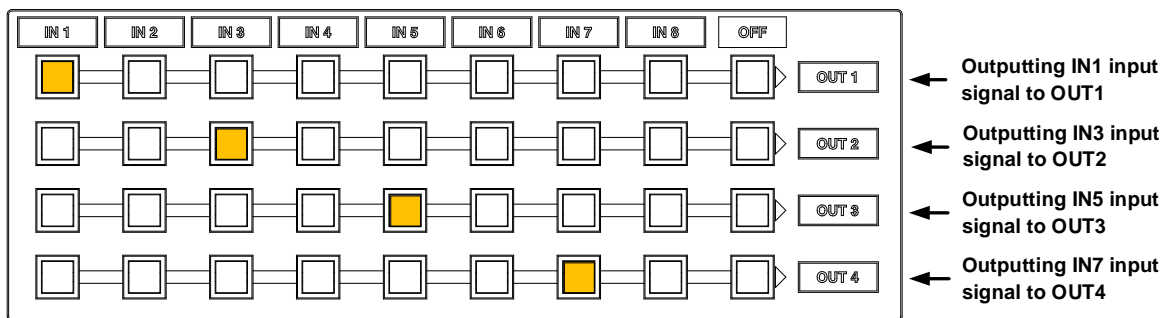 IN 1 IN 2 IN 3 IN 4 IN 5 IN 6 IN 7 IN 8 OFF
OUT 1
Outputting IN1 input
signal to OUT1
OUT 2
Outputting IN3 input
signal to OUT2
OUT 3
Outputting IN5 input
signal to OUT3
OUT 4
Outputting IN7 input
signal to OUT4